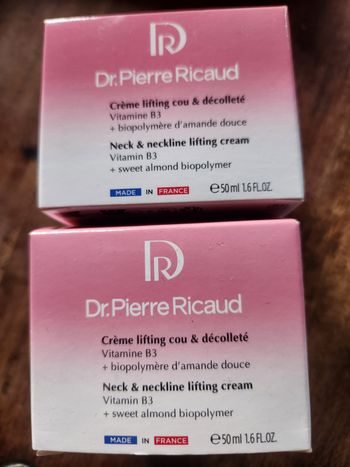 DR
Dr.Pierre Ricaud
Crème lifting cou & décolleté
Vitamine B3
+ biopolymère d'amande douce
Neck & neckline lifting cream
Vitamin B3
+ sweet almond biopolymer
MADE IN FRANCE ℮50 ml 1.6 FL.OZ.
DR
Dr.Pierre Ricaud
Crème lifting cou & décolleté
Vitamine B3
+ biopolymère d'amande douce
Neck & neckline lifting cream
Vitamin B3
+ sweet almond biopolymer
MADE IN FRANCE ℮50 ml 1.6 FL.OZ.